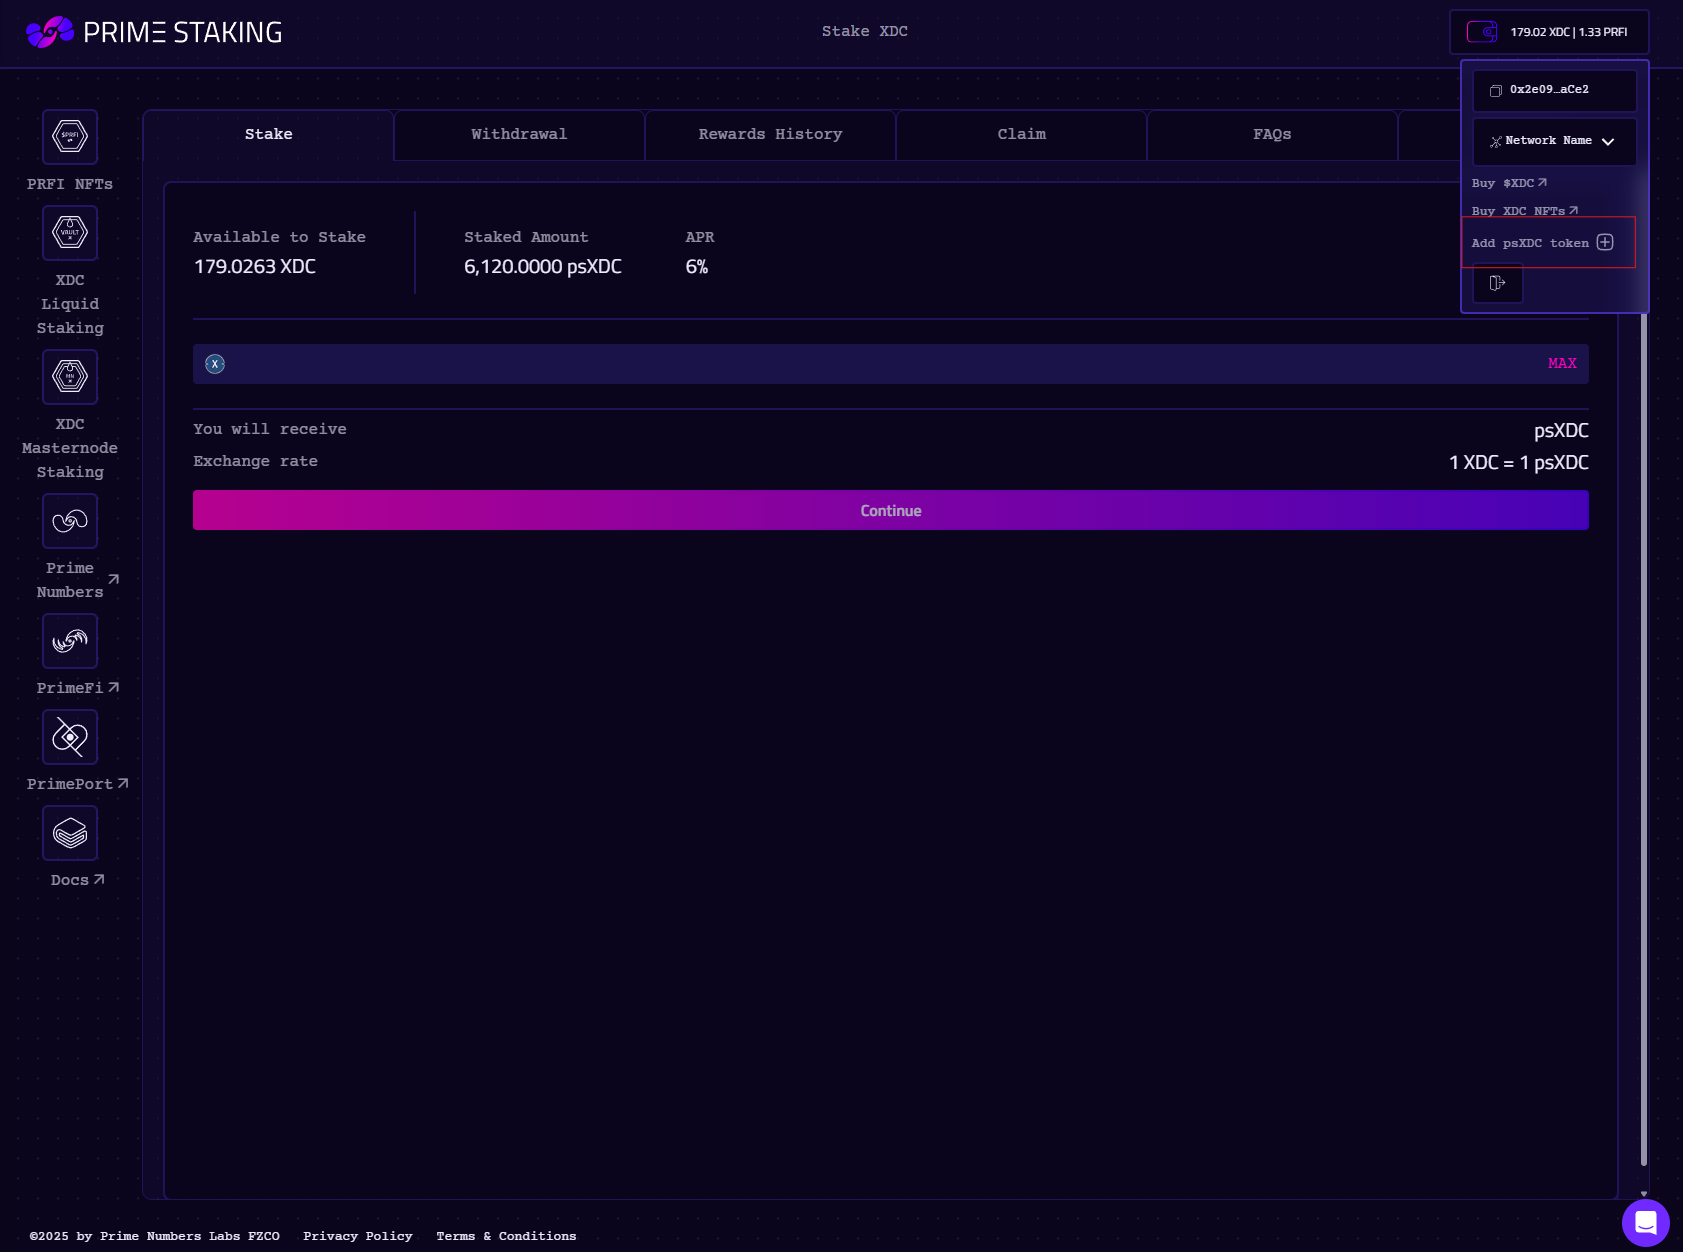 PRIME STAKING
Stake XDC
179.02 XDC | 1.33 PRFI
0x2e09…aCe2
Network Name
Buy $XDC
Buy XDC NFTs
Add psXDC token
$PRFI
PRFI NFTs
VAULT
XDC
Liquid
Staking
MN
XDC
Masternode
Staking
Prime
Numbers
PrimeFi
PrimePort
Docs
Stake
Withdrawal
Rewards History
Claim
FAQs
Available to Stake
179.0263 XDC
Staked Amount
6,120.0000 psXDC
APR
6%
X
MAX
You will receive
psXDC
Exchange rate
1 XDC = 1 psXDC
Continue
©2025 by Prime Numbers Labs FZCO Privacy Policy Terms & Conditions